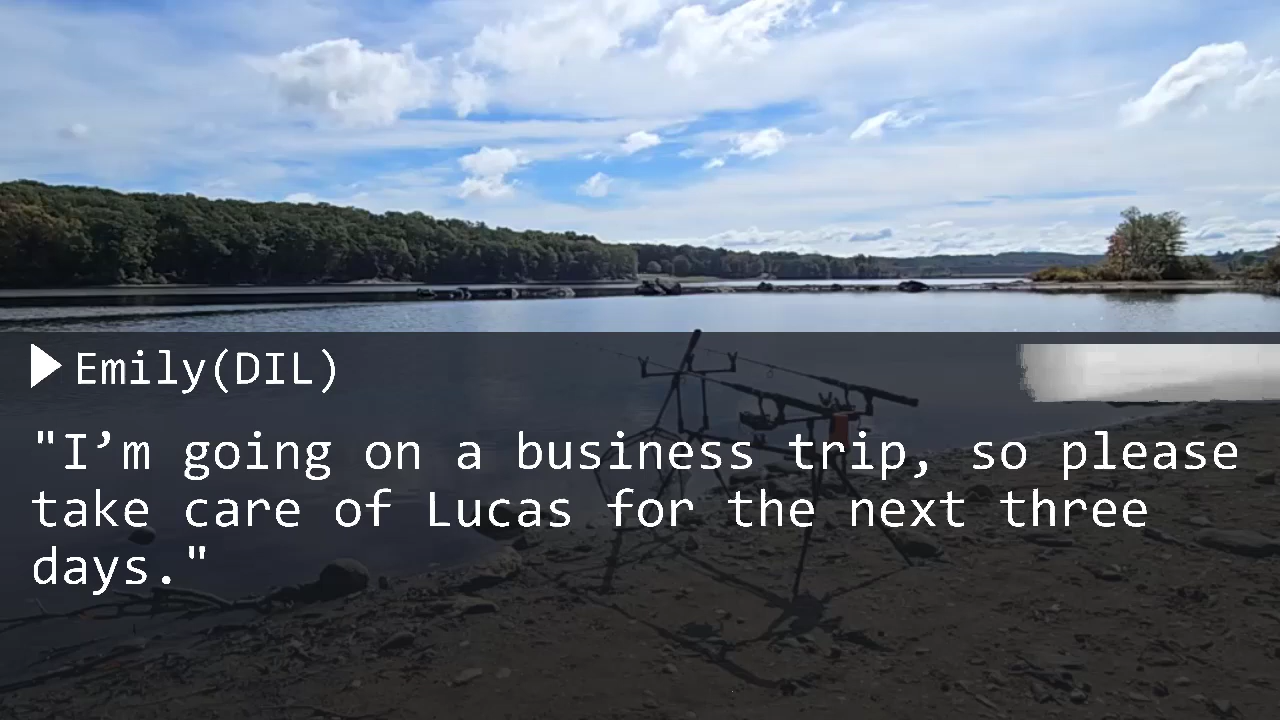 Emily(DIL)
"I’m going on a business trip, so please
take care of Lucas for the next three
days."